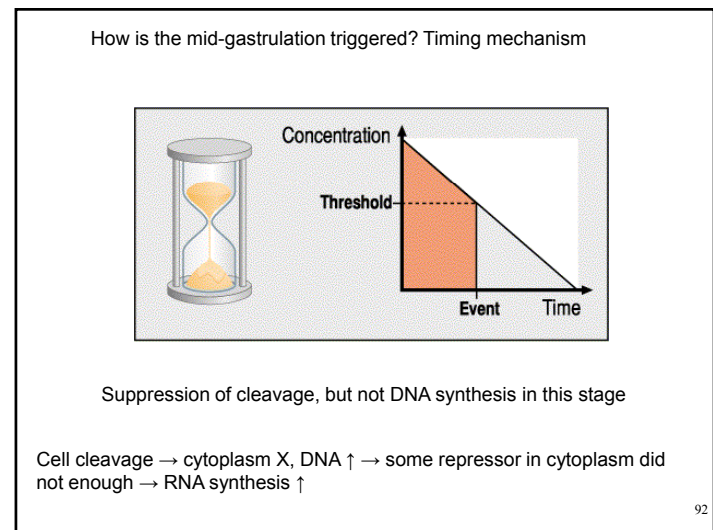 How is the mid-gastrulation triggered? Timing mechanism
Concentration
Threshold
Event
Time
Suppression of cleavage, but not DNA synthesis in this stage
Cell cleavage → cytoplasm X, DNA ↑ → some repressor in cytoplasm did
not enough → RNA synthesis ↑
92